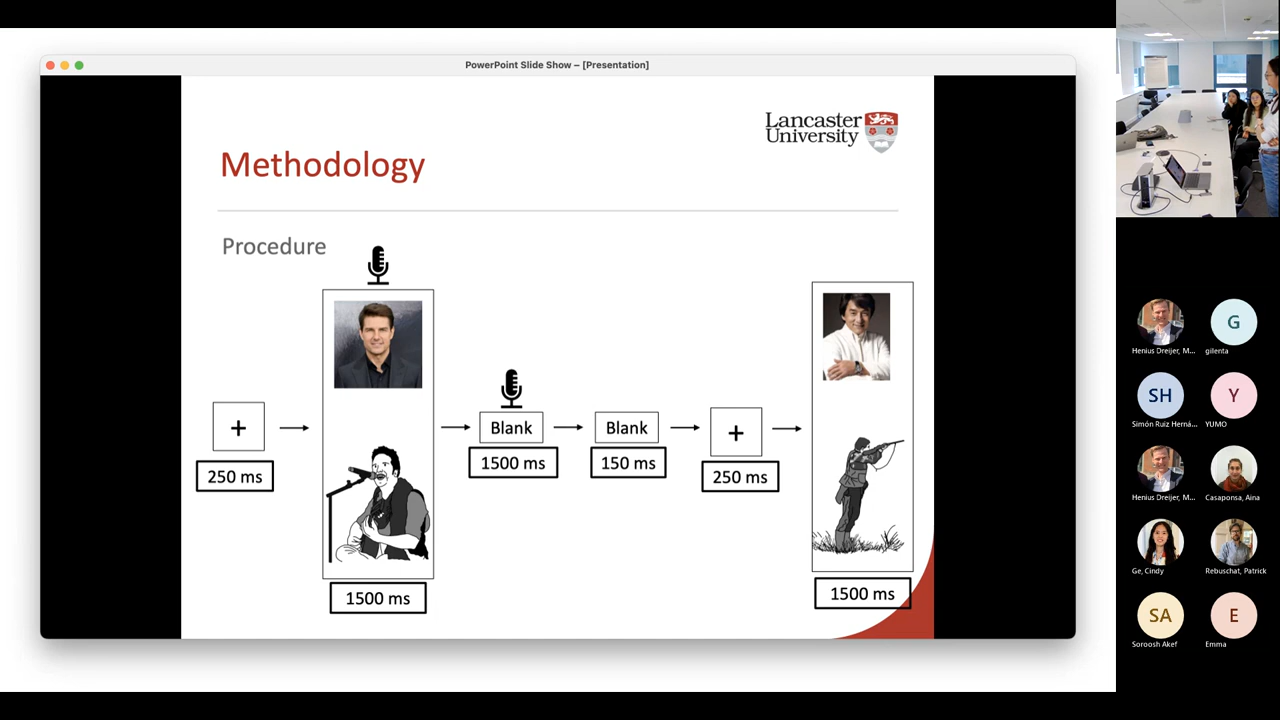 PowerPoint Slide Show – [Presentation]
Lancaster
University
Methodology
Procedure
+
Blank
Blank
+
250 ms
1500 ms
150 ms
250 ms
1500 ms
1500 ms
Henius Dreijer, M...
G
gilenta
SH
Simón Ruiz Herná...
Y
YUMO
Henius Dreijer, M...
Casaponsa, Aina
Ge, Cindy
Rebuschat, Patrick
SA
Soroosh Akef
E
Emma